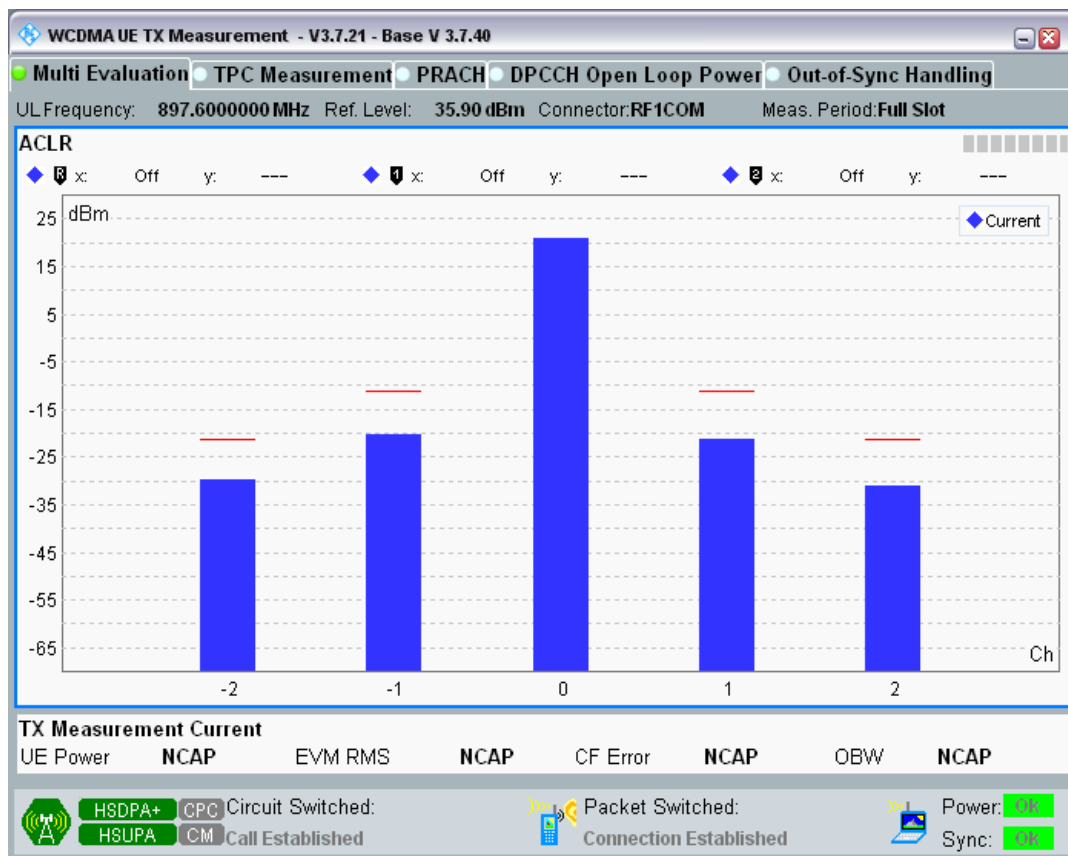 WCDMA UE TX Measurement - V3.7.21 - Base V 3.7.40
Multi Evaluation TPC Measurement PRACH DPCCH Open Loop Power Out-of-Sync Handling
UL Frequency: 897.6000000 MHz Ref. Level: 35.90 dBm Connector:RF1COM Meas. Period:Full Slot
ACLR
R x: Off y: --- 1 x: Off y: --- 2 x: Off y: ---
dBm
Current
25
15
5
-5
-15
-25
-35
-45
-55
-65
Ch
-2 -1 0 1 2
TX Measurement Current
UE Power NCAP EVM RMS NCAP CF Error NCAP OBW NCAP
HSDPA+ CPC Circuit Switched: Packet Switched: Power: OK
HSUPA CM Call Established Connection Established Sync: OK